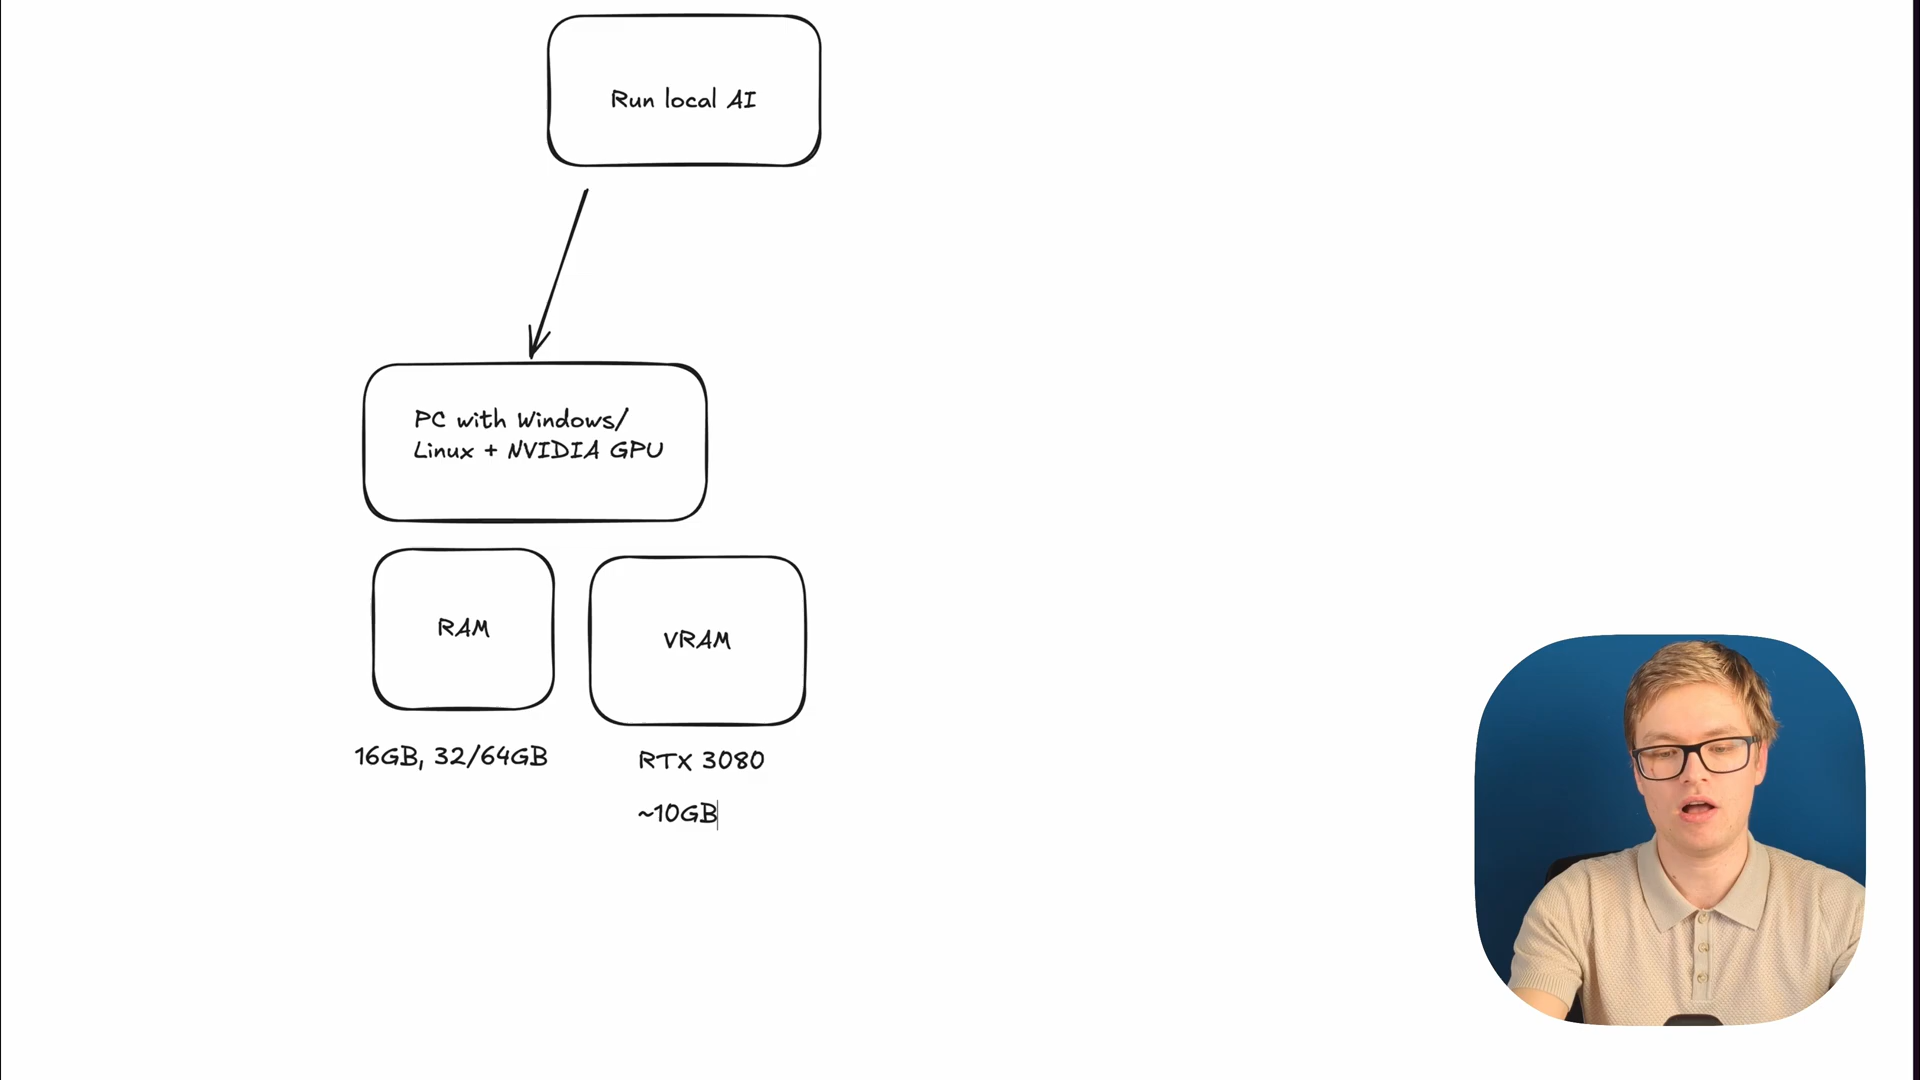 Run local AI
PC with Windows/
Linux + NVIDIA GPU
RAM
VRAM
16GB, 32/64GB
RTX 3080
~10GB